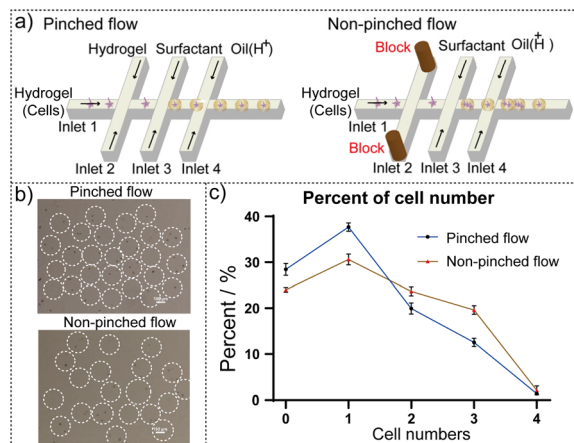 a) Pinched flow
Hydrogel Surfactant Oil(H⁺)
Hydrogel
(Cells)
Inlet 1
Inlet 2 Inlet 3 Inlet 4
Non-pinched flow
Block
Surfactant Oil(H⁺)
Hydrogel
(Cells)
Inlet 1
Block
Inlet 2 Inlet 3 Inlet 4
b) Pinched flow
Non-pinched flow
c) Percent of cell number
Pinched flow
Non-pinched flow
Percent / %
40
30
20
10
0
0 1 2 3 4
Cell numbers